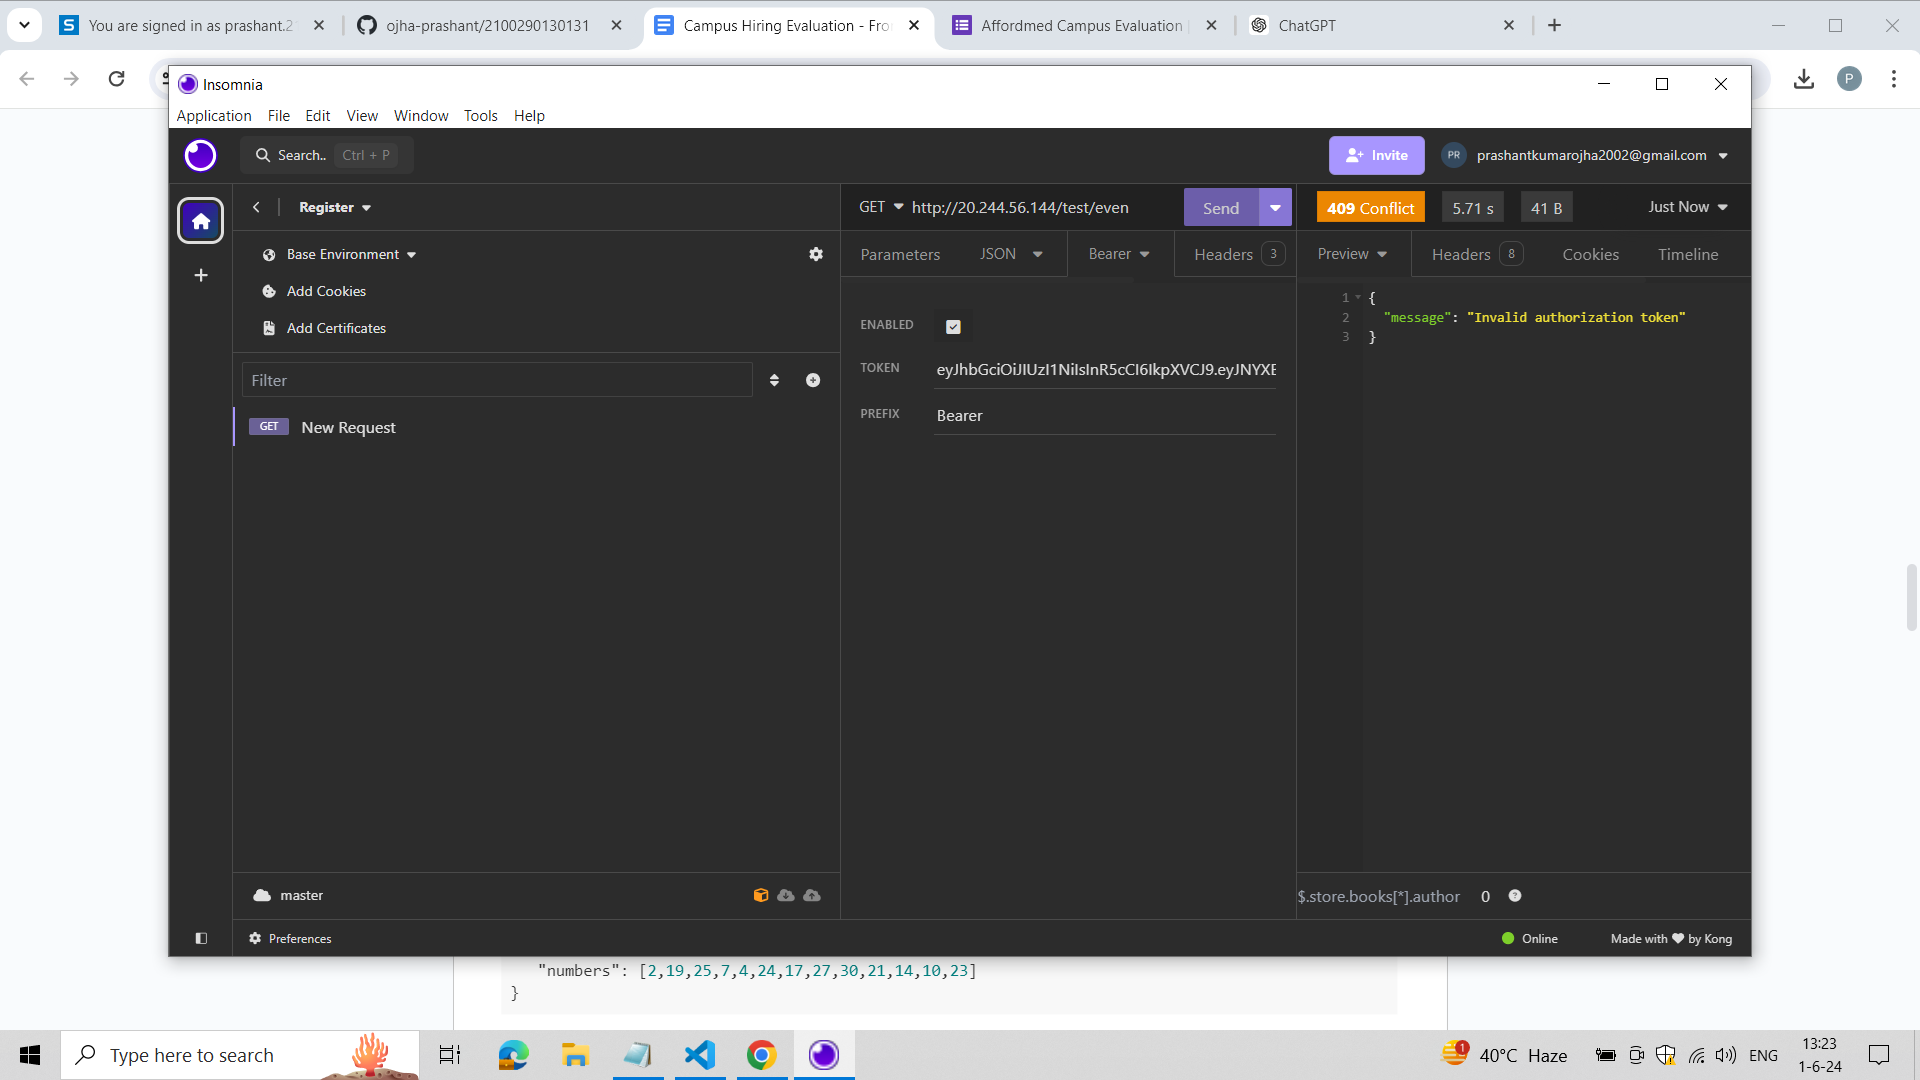 You are signed in as prashant.2
ojha-prashant/2100290130131
Campus Hiring Evaluation - Fro
Affordmed Campus Evaluation
ChatGPT
P
Insomnia
Application File Edit View Window Tools Help
Search.. Ctrl + P
Invite
PR
prashantkumarojha2002@gmail.com
Register
GET http://20.244.56.144/test/even
Send
409 Conflict
5.71 s
41 B
Just Now
Base Environment
Add Cookies
Add Certificates
Parameters
JSON
Bearer
Headers 3
Preview
Headers 8
Cookies
Timeline
ENABLED
TOKEN eyJhbGciOiJIUzI1NiIsInR5cCI6IkpXVCJ9.eyJNYXE
PREFIX Bearer
1 {
2 "message": "Invalid authorization token"
3 }
Filter
GET New Request
master
$.store.books[*].author 0
Preferences
Online
Made with ❤ by Kong
"numbers": [2,19,25,7,4,24,17,27,30,21,14,10,23]
}
Type here to search
1
40°C Haze
ENG
13:23
1-6-24